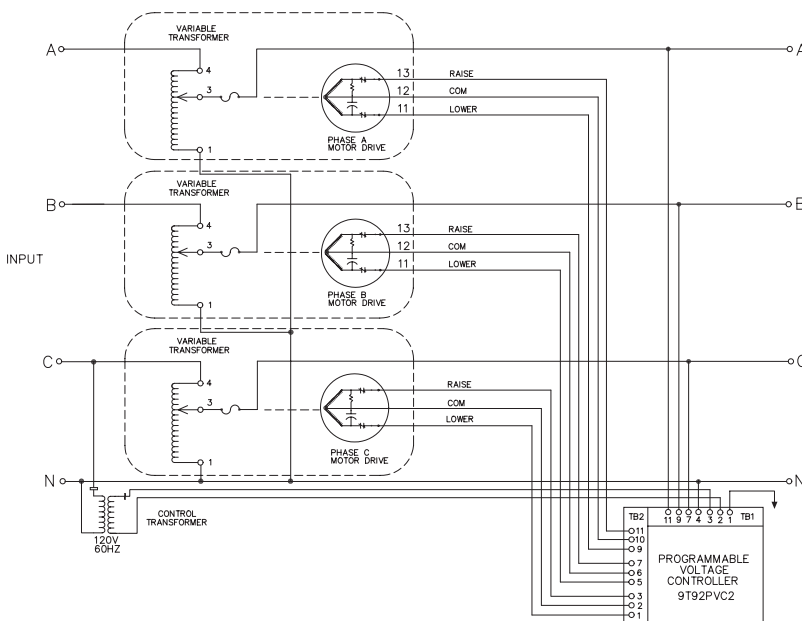 VARIABLE
TRANSFORMER
A
4
3
1
13 RAISE
12 COM
11 LOWER
PHASE A
MOTOR DRIVE
A
VARIABLE
TRANSFORMER
B
4
3
1
13 RAISE
12 COM
11 LOWER
PHASE B
MOTOR DRIVE
B
INPUT
VARIABLE
TRANSFORMER
C
4
3
1
RAISE
COM
LOWER
PHASE C
MOTOR DRIVE
C
N
N
CONTROL
TRANSFORMER
120V
60HZ
TB2 11 9 7 4 3 2 1 TB1
11
10
9
7
6
5
3
2
1
PROGRAMMABLE
VOLTAGE
CONTROLLER
9T92PVC2